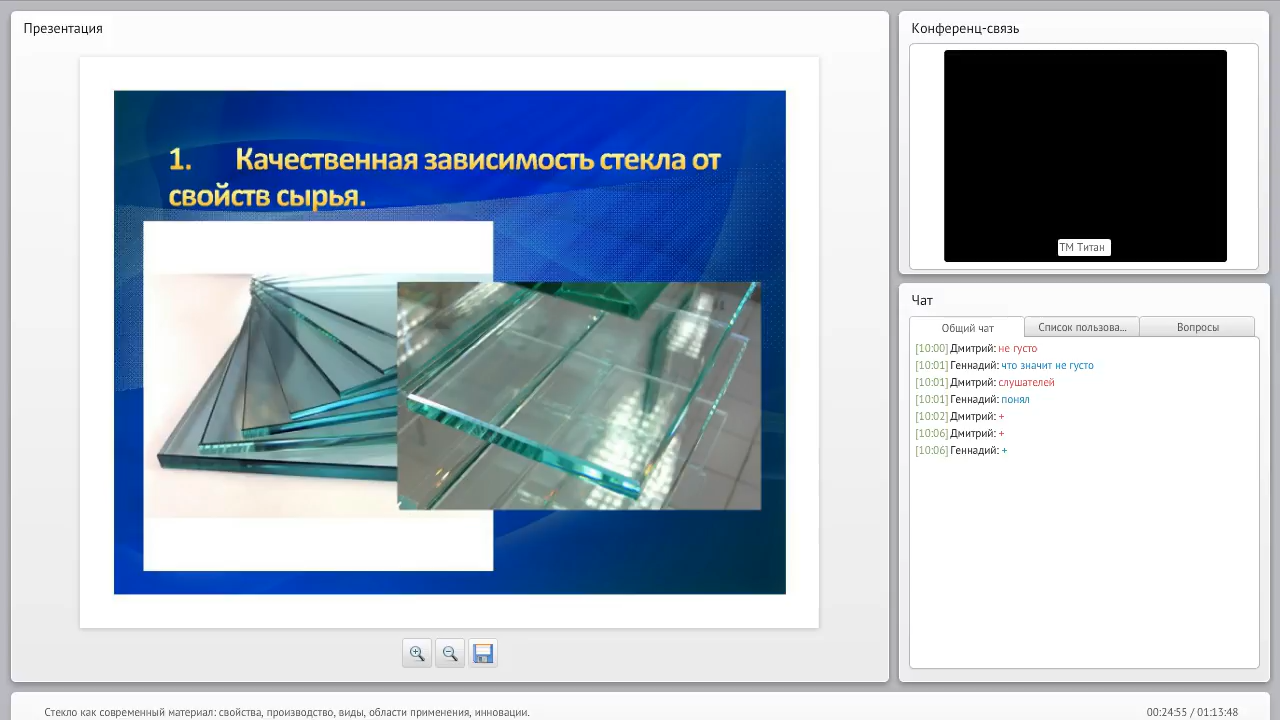 Презентация
1. Качественная зависимость стекла от
свойств сырья.
Конференц-связь
ТМ Титан
Чат
Общий чат
Список пользова...
Вопросы
[10:00] Дмитрий: не густо
[10:01] Геннадий: что значит не густо
[10:01] Дмитрий: слушателей
[10:01] Геннадий: понял
[10:02] Дмитрий: +
[10:06] Дмитрий: +
[10:06] Геннадий: +
Стекло как современный материал: свойства, производство, виды, области применения, инновации.
00:24:55 / 01:13:48